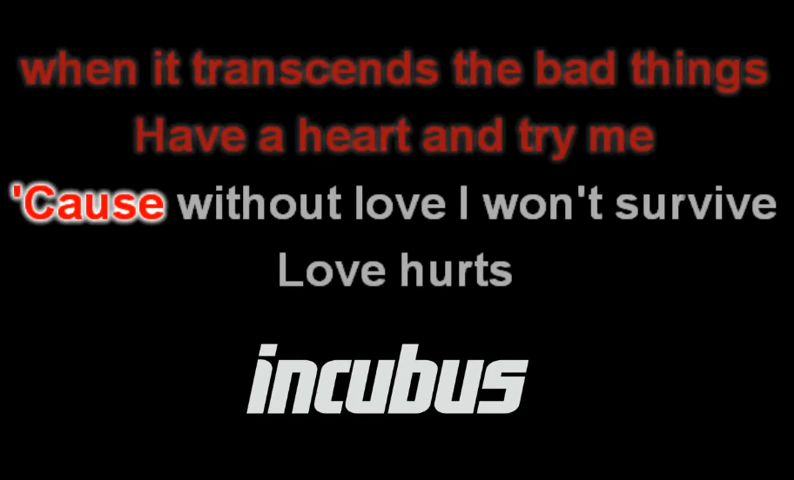 when it transcends the bad things
Have a heart and try me
'Cause without love I won't survive
Love hurts
incubus